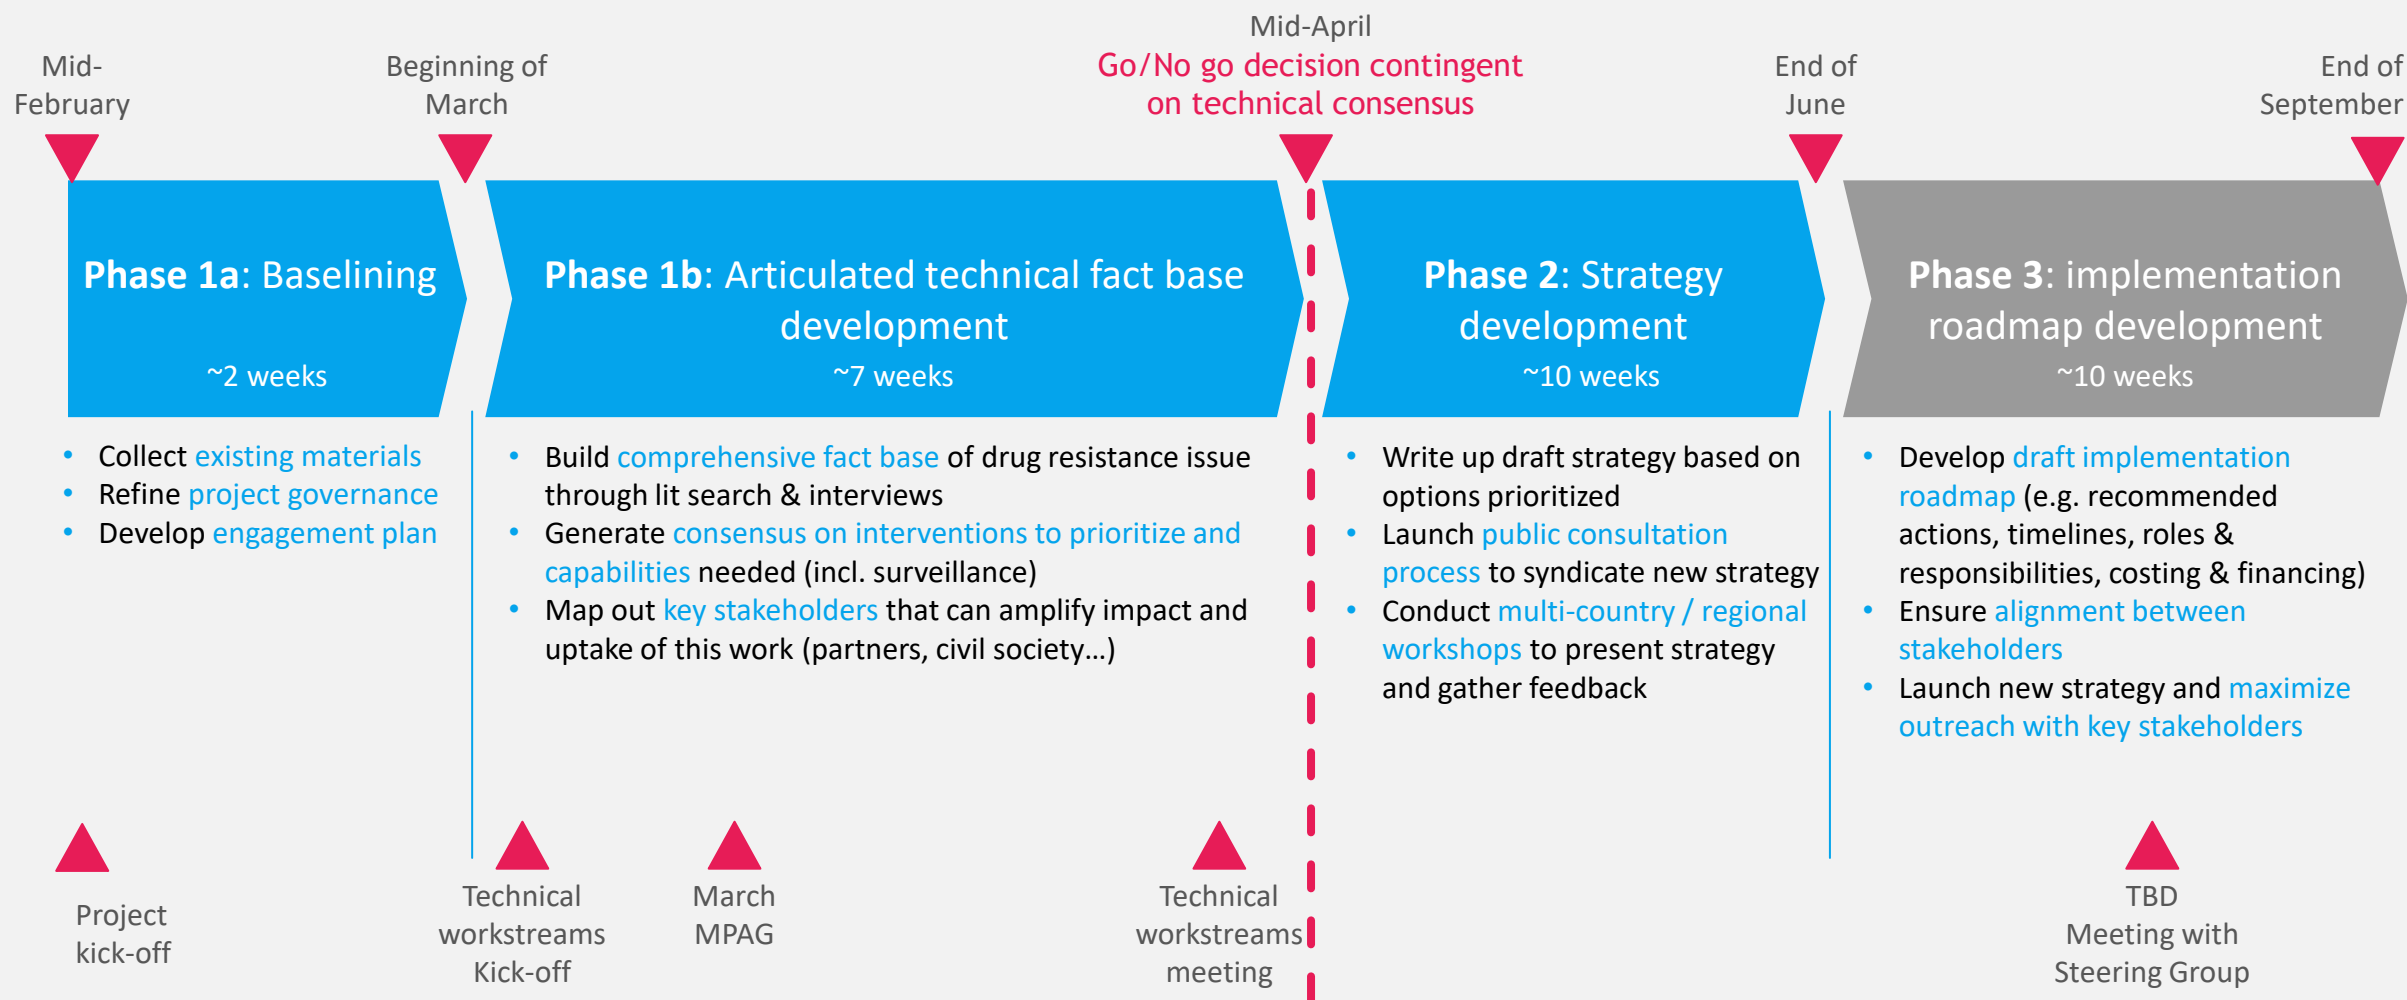 Mid-
February
Beginning of
March
Mid-April
Go/No go decision contingent
on technical consensus
End of
June
End of
September
Phase 1a: Baselining
~2 weeks
Phase 1b: Articulated technical fact base
development
~7 weeks
Phase 2: Strategy
development
~10 weeks
Phase 3: implementation
roadmap development
~10 weeks
• Collect existing materials
• Refine project governance
• Develop engagement plan
• Build comprehensive fact base of drug resistance issue
through lit search & interviews
• Generate consensus on interventions to prioritize and
capabilities needed (incl. surveillance)
• Map out key stakeholders that can amplify impact and
uptake of this work (partners, civil society…)
• Write up draft strategy based on
options prioritized
• Launch public consultation
process to syndicate new strategy
• Conduct multi-country / regional
workshops to present strategy
and gather feedback
• Develop draft implementation
roadmap (e.g. recommended
actions, timelines, roles &
responsibilities, costing & financing)
• Ensure alignment between
stakeholders
• Launch new strategy and maximize
outreach with key stakeholders
Project
kick-off
Technical
workstreams
Kick-off
March
MPAG
Technical
workstreams
meeting
TBD
Meeting with
Steering Group